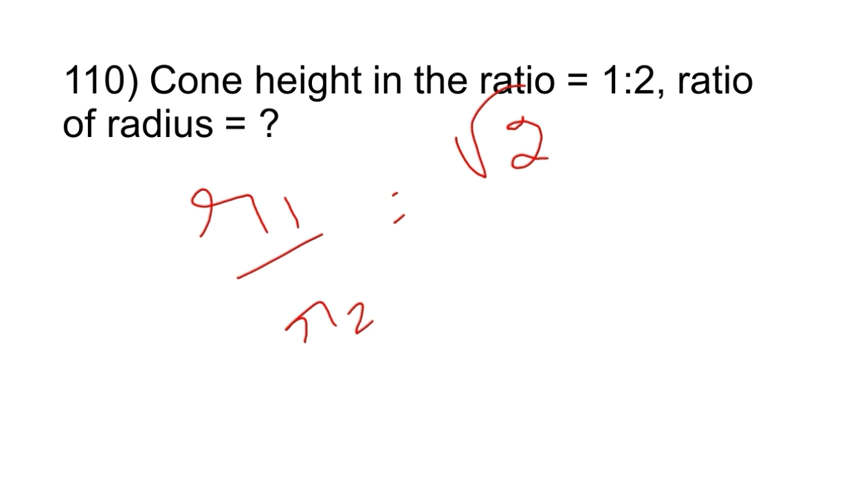 110) Cone height in the ratio = 1:2, ratio
of radius = ?
√2
r1 :
r2